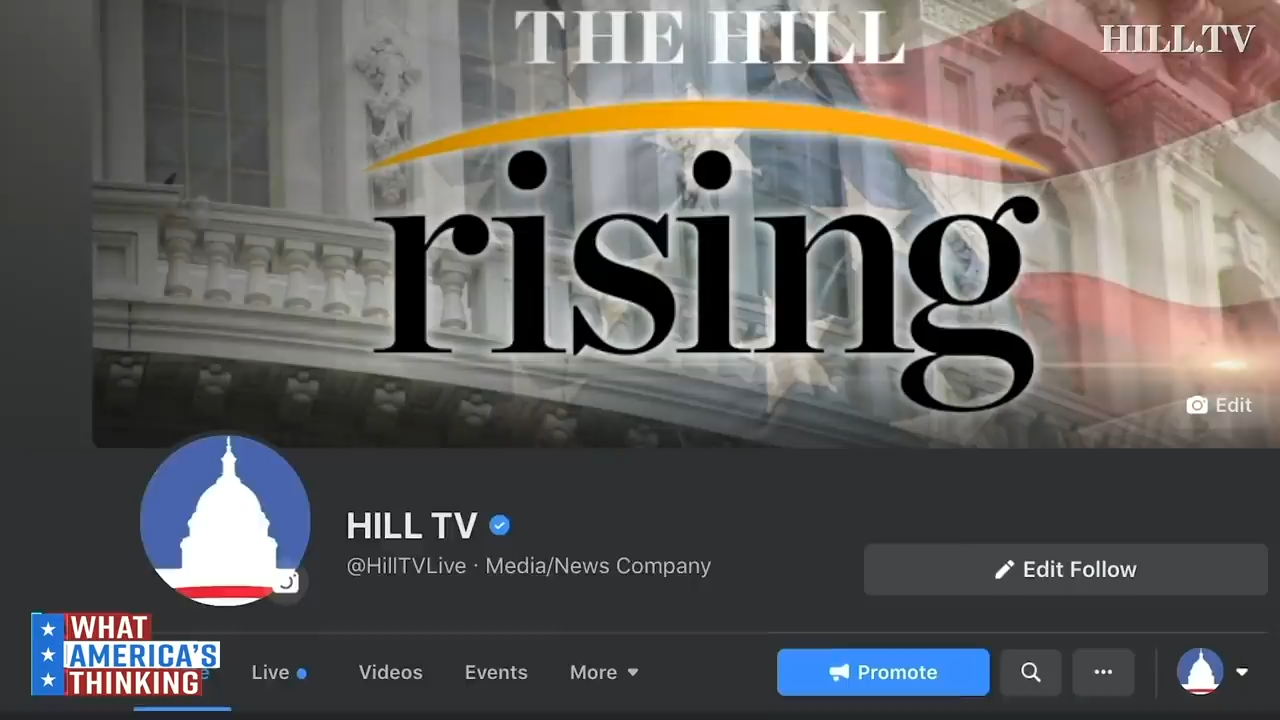 THE HILL
HILL.TV
rising
Edit
HILL TV
@HillTVLive · Media/News Company
Edit Follow
WHAT
AMERICA'S
THINKING
Live
Videos
Events
More
Promote